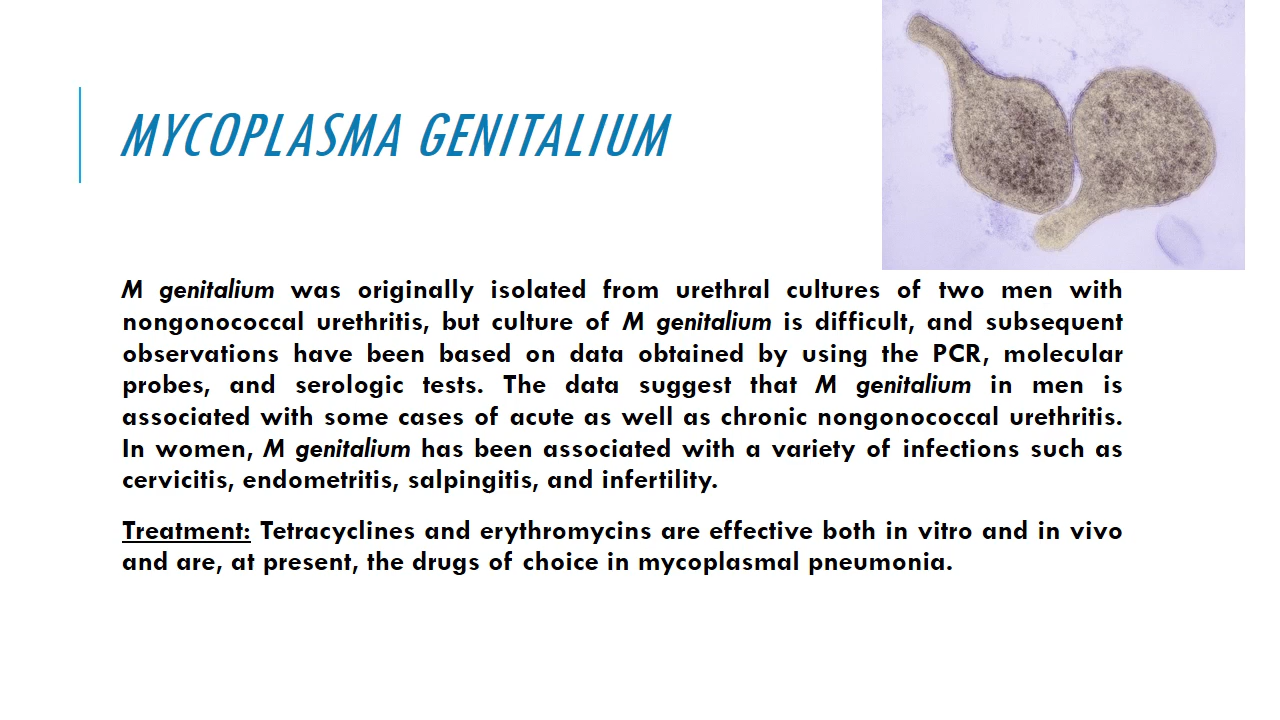 MYCOPLASMA GENITALIUM
M genitalium was originally isolated from urethral cultures of two men with
nongonococcal urethritis, but culture of M genitalium is difficult, and subsequent
observations have been based on data obtained by using the PCR, molecular
probes, and serologic tests. The data suggest that M genitalium in men is
associated with some cases of acute as well as chronic nongonococcal urethritis.
In women, M genitalium has been associated with a variety of infections such as
cervicitis, endometritis, salpingitis, and infertility.
Treatment: Tetracyclines and erythromycins are effective both in vitro and in vivo
and are, at present, the drugs of choice in mycoplasmal pneumonia.